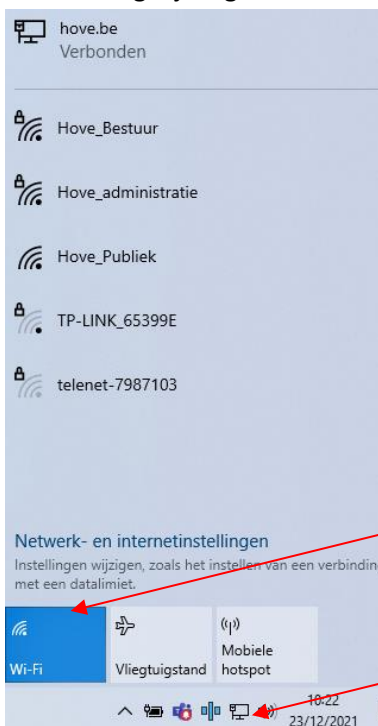 hove.be
Verbonden
Hove_Bestuur
Hove_administratie
Hove_Publiek
TP-LINK_65399E
telenet-7987103
Netwerk- en internetinstellingen
Instellingen wijzigen, zoals het instellen van een verbinding
met een datalimiet.
Wi-Fi
Vliegtuigstand
Mobiele
hotspot
10:22
23/12/2021